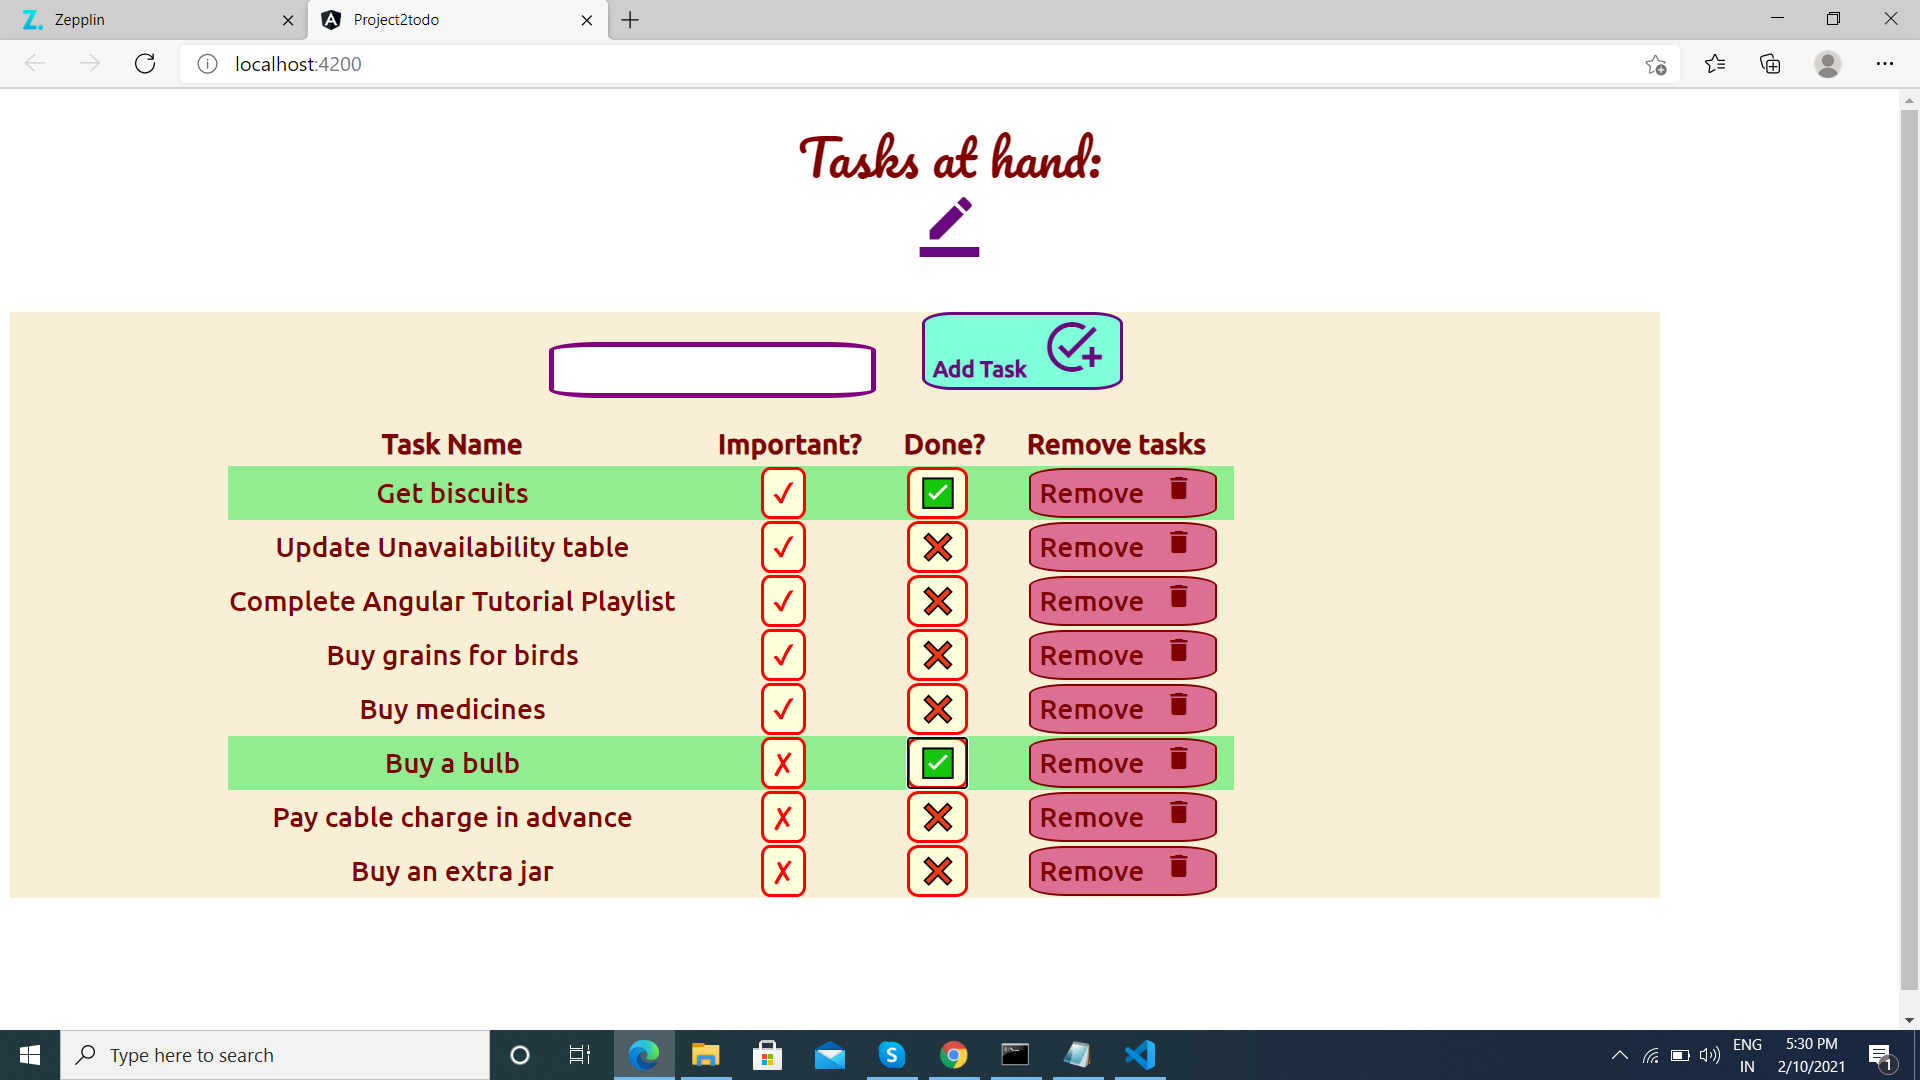 Zepplin
Project2todo
localhost:4200
Tasks at hand:
Add Task
Task Name Important? Done? Remove tasks
Get biscuits ✓ ✅ Remove
Update Unavailability table ✓ ❌ Remove
Complete Angular Tutorial Playlist ✓ ❌ Remove
Buy grains for birds ✓ ❌ Remove
Buy medicines ✓ ❌ Remove
Buy a bulb ✗ ✅ Remove
Pay cable charge in advance ✗ ❌ Remove
Buy an extra jar ✗ ❌ Remove
Type here to search
ENG
IN
5:30 PM
2/10/2021
1